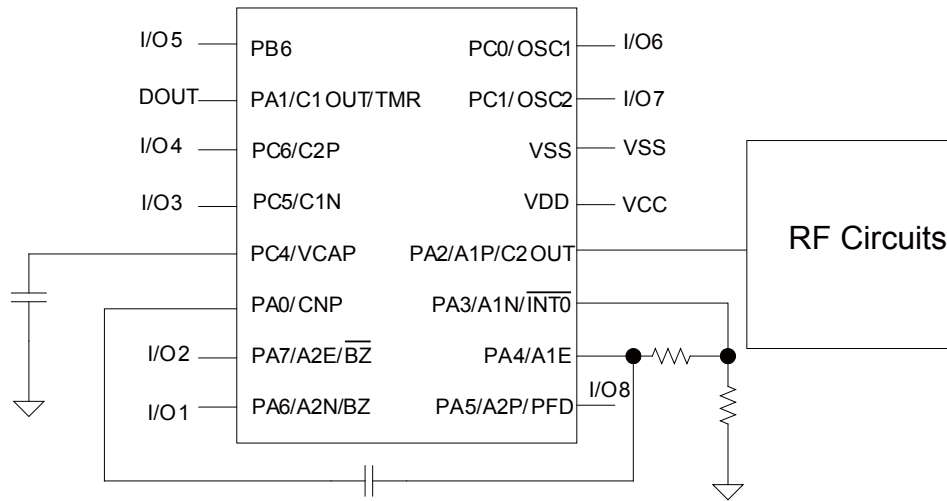 I/O5 PB6 PC0/OSC1 I/O6
DOUT PA1/C1OUT/TMR PC1/OSC2 I/O7
I/O4 PC6/C2P VSS VSS
I/O3 PC5/C1N VDD VCC
PC4/VCAP PA2/A1P/C2OUT RF Circuits
PA0/CNP PA3/A1N/INT0
I/O2 PA7/A2E/BZ PA4/A1E
I/O1 PA6/A2N/BZ PA5/A2P/PFD I/O8